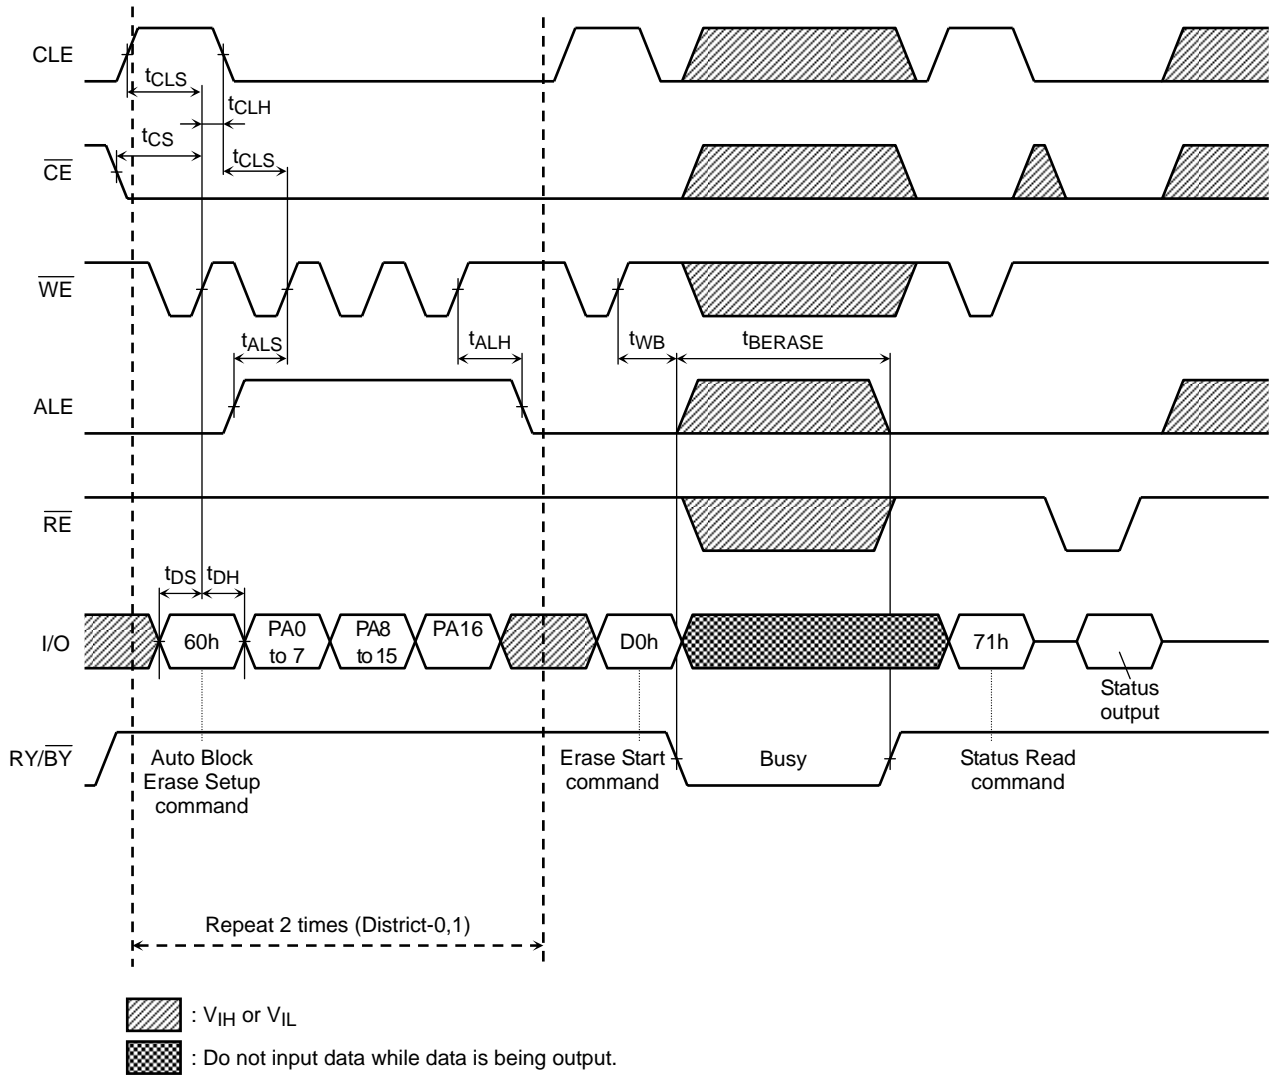 CLE
tCLS
tCLH
tCS
tCLS
CE
WE
tALS
tALH
tWB
tBERASE
ALE
RE
tDS
tDH
I/O
60h
PA0
to 7
PA8
to 15
PA16
D0h
71h
Status
output
RY/BY
Auto Block
Erase Setup
command
Erase Start
command
Busy
Status Read
command
Repeat 2 times (District-0,1)
: VIH or VIL
: Do not input data while data is being output.